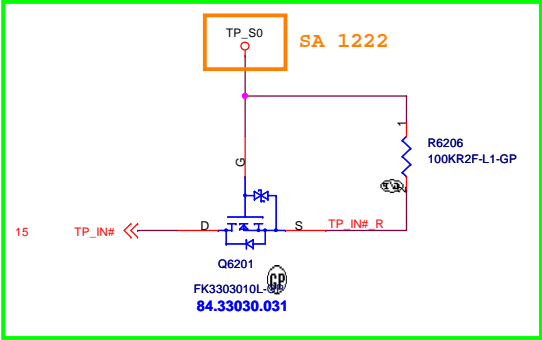 TP_S0
SA 1222
1
R6206
100KR2F-L1-GP
G
15
TP_IN#
D
S
TP_IN#_R
Q6201
FK3303010L-GP
84.33030.031